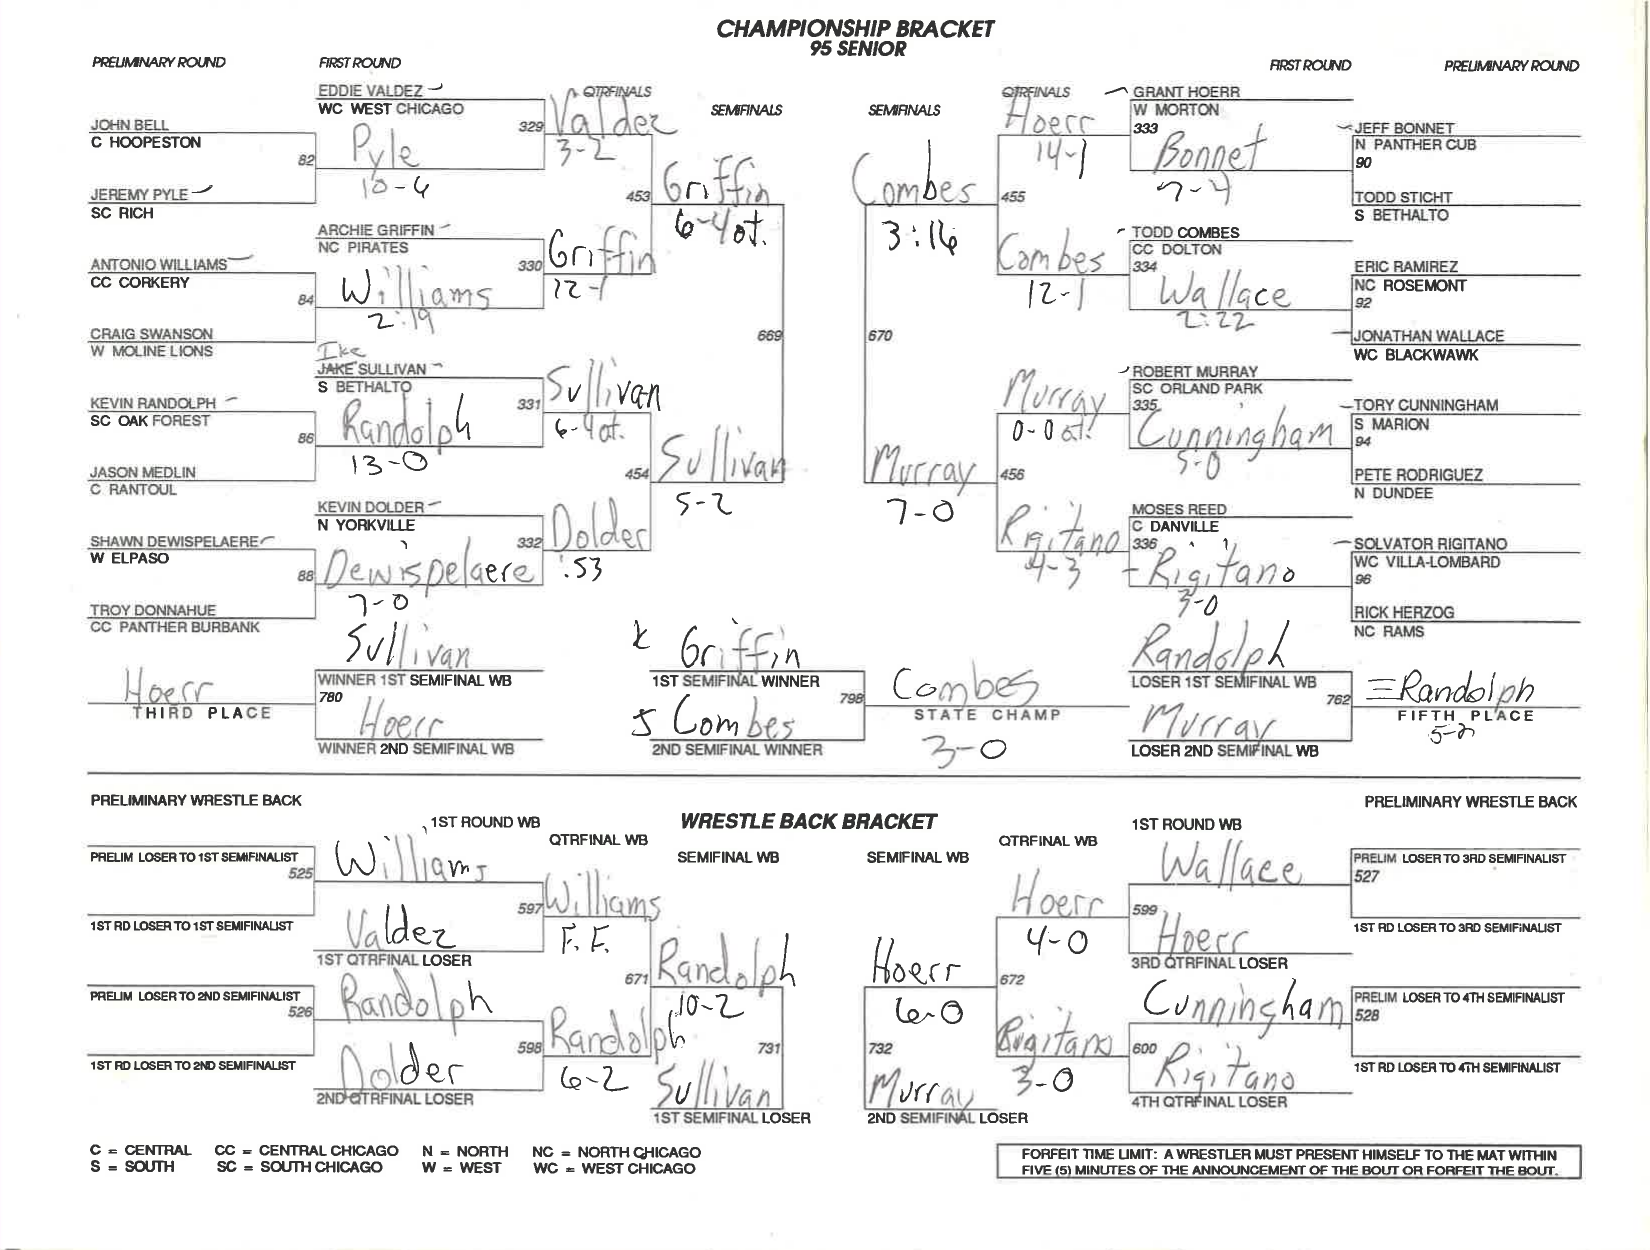 CHAMPIONSHIP BRACKET
95 SENIOR
PRELIMINARY ROUND
FIRST ROUND
QTRFINALS
SEMIFINALS
SEMIFINALS
QTRFINALS
FIRST ROUND
PRELIMINARY ROUND
JOHN BELL
C HOOPESTON
82
JEREMY PYLE
SC RICH
ANTONIO WILLIAMS
CC CORKERY
84
CRAIG SWANSON
W MOLINE LIONS
KEVIN RANDOLPH
SC OAK FOREST
86
JASON MEDLIN
C RANTOUL
SHAWN DEWISPELAERE
W ELPASO
88
TROY DONNAHUE
CC PANTHER BURBANK
EDDIE VALDEZ
WC WEST CHICAGO
329
Pyle
10-6
ARCHIE GRIFFIN
NC PIRATES
330
Williams
2:19
Ike
JAKE SULLIVAN
S BETHALTO
331
Randolph
13-0
KEVIN DOLDER
N YORKVILLE
332
Dewispelaere
7-0
Valdez
3-2
453
Griffin
12-1
Sullivan
6-4 ot.
454
Dolder
:53
Griffin
6-4 ot.
669
Sullivan
5-2
Combes
3:16
670
Murray
7-0
Hoerr
14-1
455
Combes
12-1
Murray
0-0 ot!
456
Rigitano
4-3
GRANT HOERR
W MORTON
333
Bonnet
7-4
TODD COMBES
CC DOLTON
334
Wallace
2:22
ROBERT MURRAY
SC ORLAND PARK
335
Cunningham
5-0
MOSES REED
C DANVILLE
336
Rigitano
3-0
JEFF BONNET
N PANTHER CUB
90
TODD STICHT
S BETHALTO
ERIC RAMIREZ
NC ROSEMONT
92
JONATHAN WALLACE
WC BLACKWAWK
TORY CUNNINGHAM
S MARION
94
PETE RODRIGUEZ
N DUNDEE
SOLVATOR RIGITANO
WC VILLA-LOMBARD
96
RICK HERZOG
NC RAMS
Hoerr
THIRD PLACE
Sullivan
WINNER 1ST SEMIFINAL WB
780
Hoerr
WINNER 2ND SEMIFINAL WB
Griffin
1ST SEMIFINAL WINNER
798
Combes
2ND SEMIFINAL WINNER
Combes
STATE CHAMP
3-0
Randolph
LOSER 1ST SEMIFINAL WB
762
Murray
LOSER 2ND SEMIFINAL WB
Randolph
FIFTH PLACE
5-2
PRELIMINARY WRESTLE BACK
1ST ROUND WB
QTRFINAL WB
WRESTLE BACK BRACKET
SEMIFINAL WB
SEMIFINAL WB
QTRFINAL WB
1ST ROUND WB
PRELIMINARY WRESTLE BACK
PRELIM LOSER TO 1ST SEMIFINALIST
525
1ST RD LOSER TO 1ST SEMIFINALIST
PRELIM LOSER TO 2ND SEMIFINALIST
526
1ST RD LOSER TO 2ND SEMIFINALIST
Williams
597
Valdez
1ST QTRFINAL LOSER
Randolph
598
Dolder
2ND QTRFINAL LOSER
Williams
F.F.
671
Randolph
6-2
Randolph
10-2
731
Sullivan
1ST SEMIFINAL LOSER
Hoerr
6-0
732
Murray
2ND SEMIFINAL LOSER
Hoerr
4-0
672
Rigitano
3-0
Wallace
599
Hoerr
3RD QTRFINAL LOSER
Cunningham
600
Rigitano
4TH QTRFINAL LOSER
PRELIM LOSER TO 3RD SEMIFINALIST
527
1ST RD LOSER TO 3RD SEMIFINALIST
PRELIM LOSER TO 4TH SEMIFINALIST
528
1ST RD LOSER TO 4TH SEMIFINALIST
C = CENTRAL CC = CENTRAL CHICAGO N = NORTH NC = NORTH CHICAGO
S = SOUTH SC = SOUTH CHICAGO W = WEST WC = WEST CHICAGO
FORFEIT TIME LIMIT: A WRESTLER MUST PRESENT HIMSELF TO THE MAT WITHIN
FIVE (5) MINUTES OF THE ANNOUNCEMENT OF THE BOUT OR FORFEIT THE BOUT.